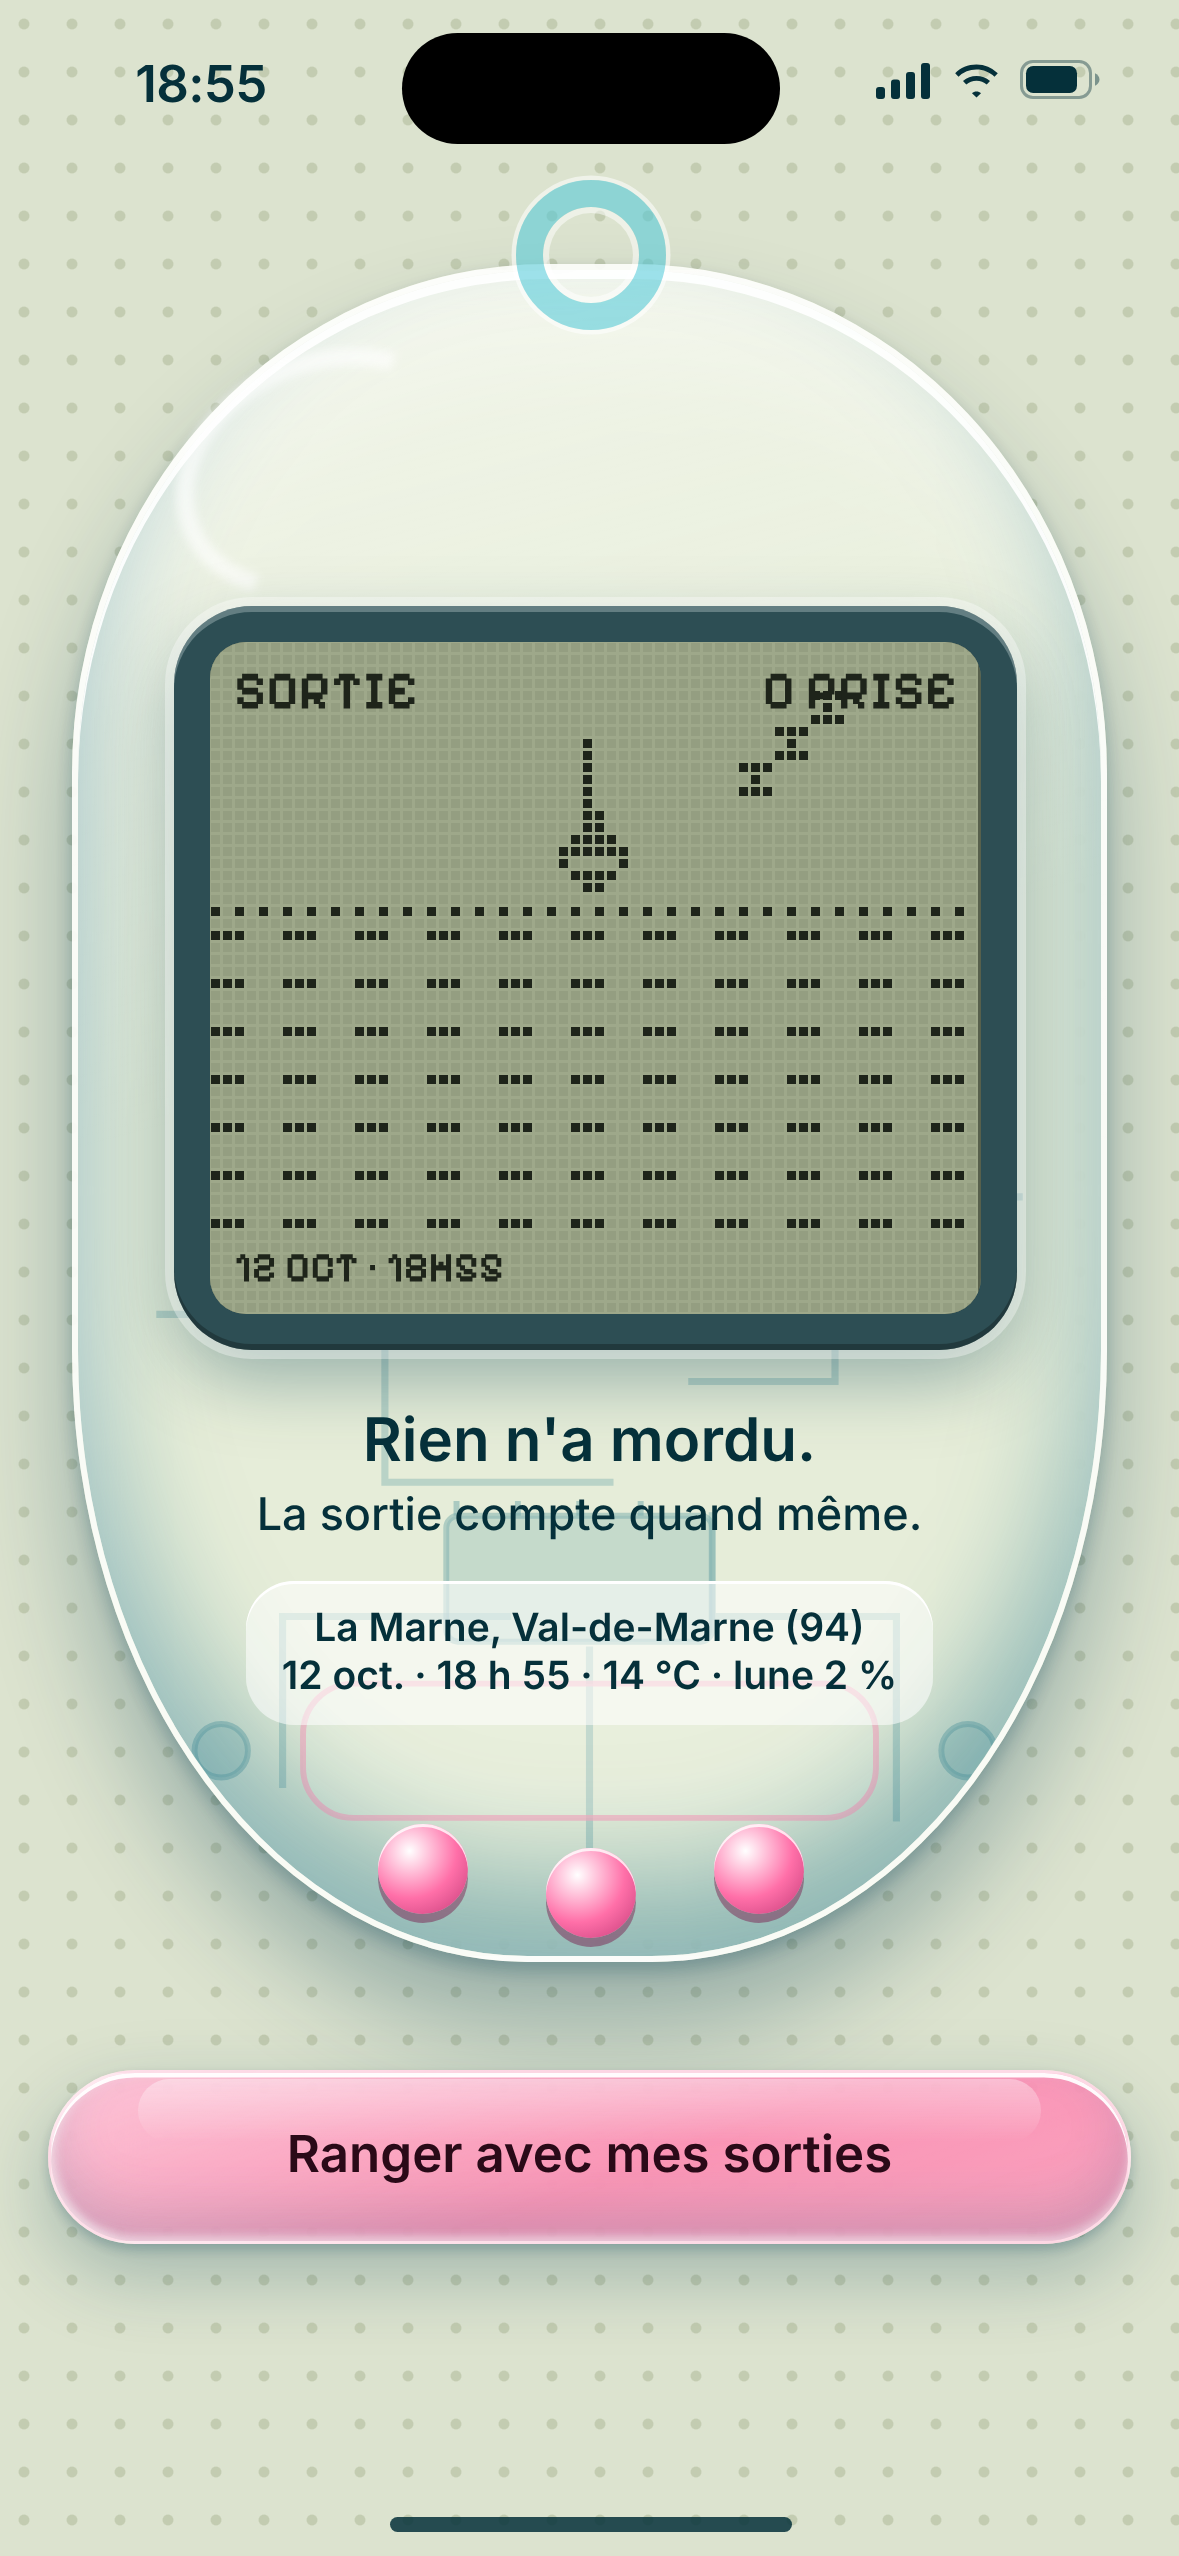 18:55
SORTIE
0 PRISE
12 OCT · 18H55
Rien n'a mordu.
La sortie compte quand même.
La Marne, Val-de-Marne (94)
12 oct. · 18 h 55 · 14 °C · lune 2 %
Ranger avec mes sorties